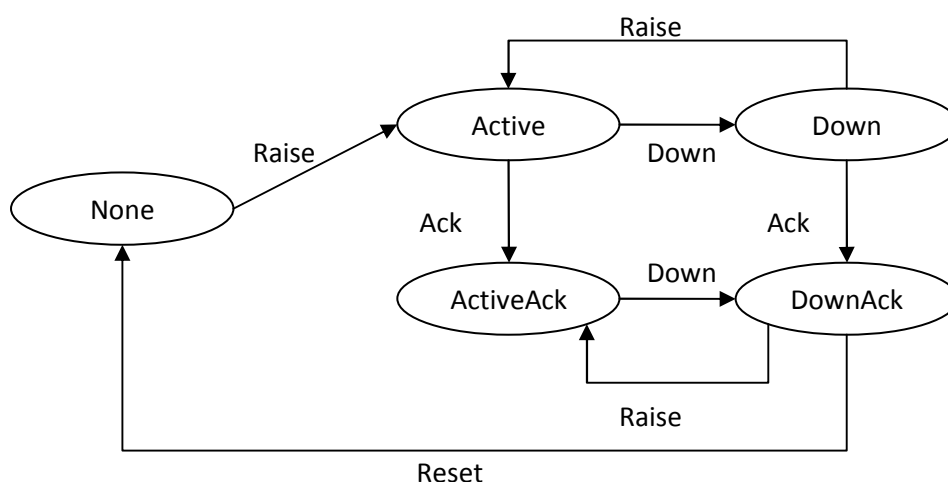 Raise
Active
Down
Down
Raise
None
Ack
Ack
Down
ActiveAck
DownAck
Raise
Reset